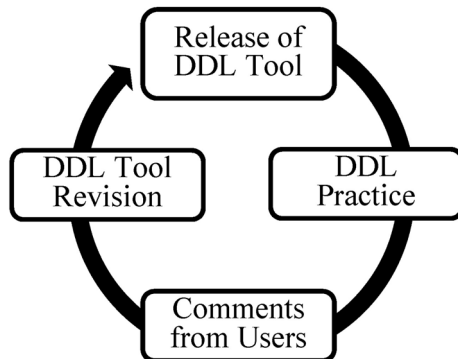 Release of
DDL Tool
DDL
Practice
Comments
from Users
DDL Tool
Revision